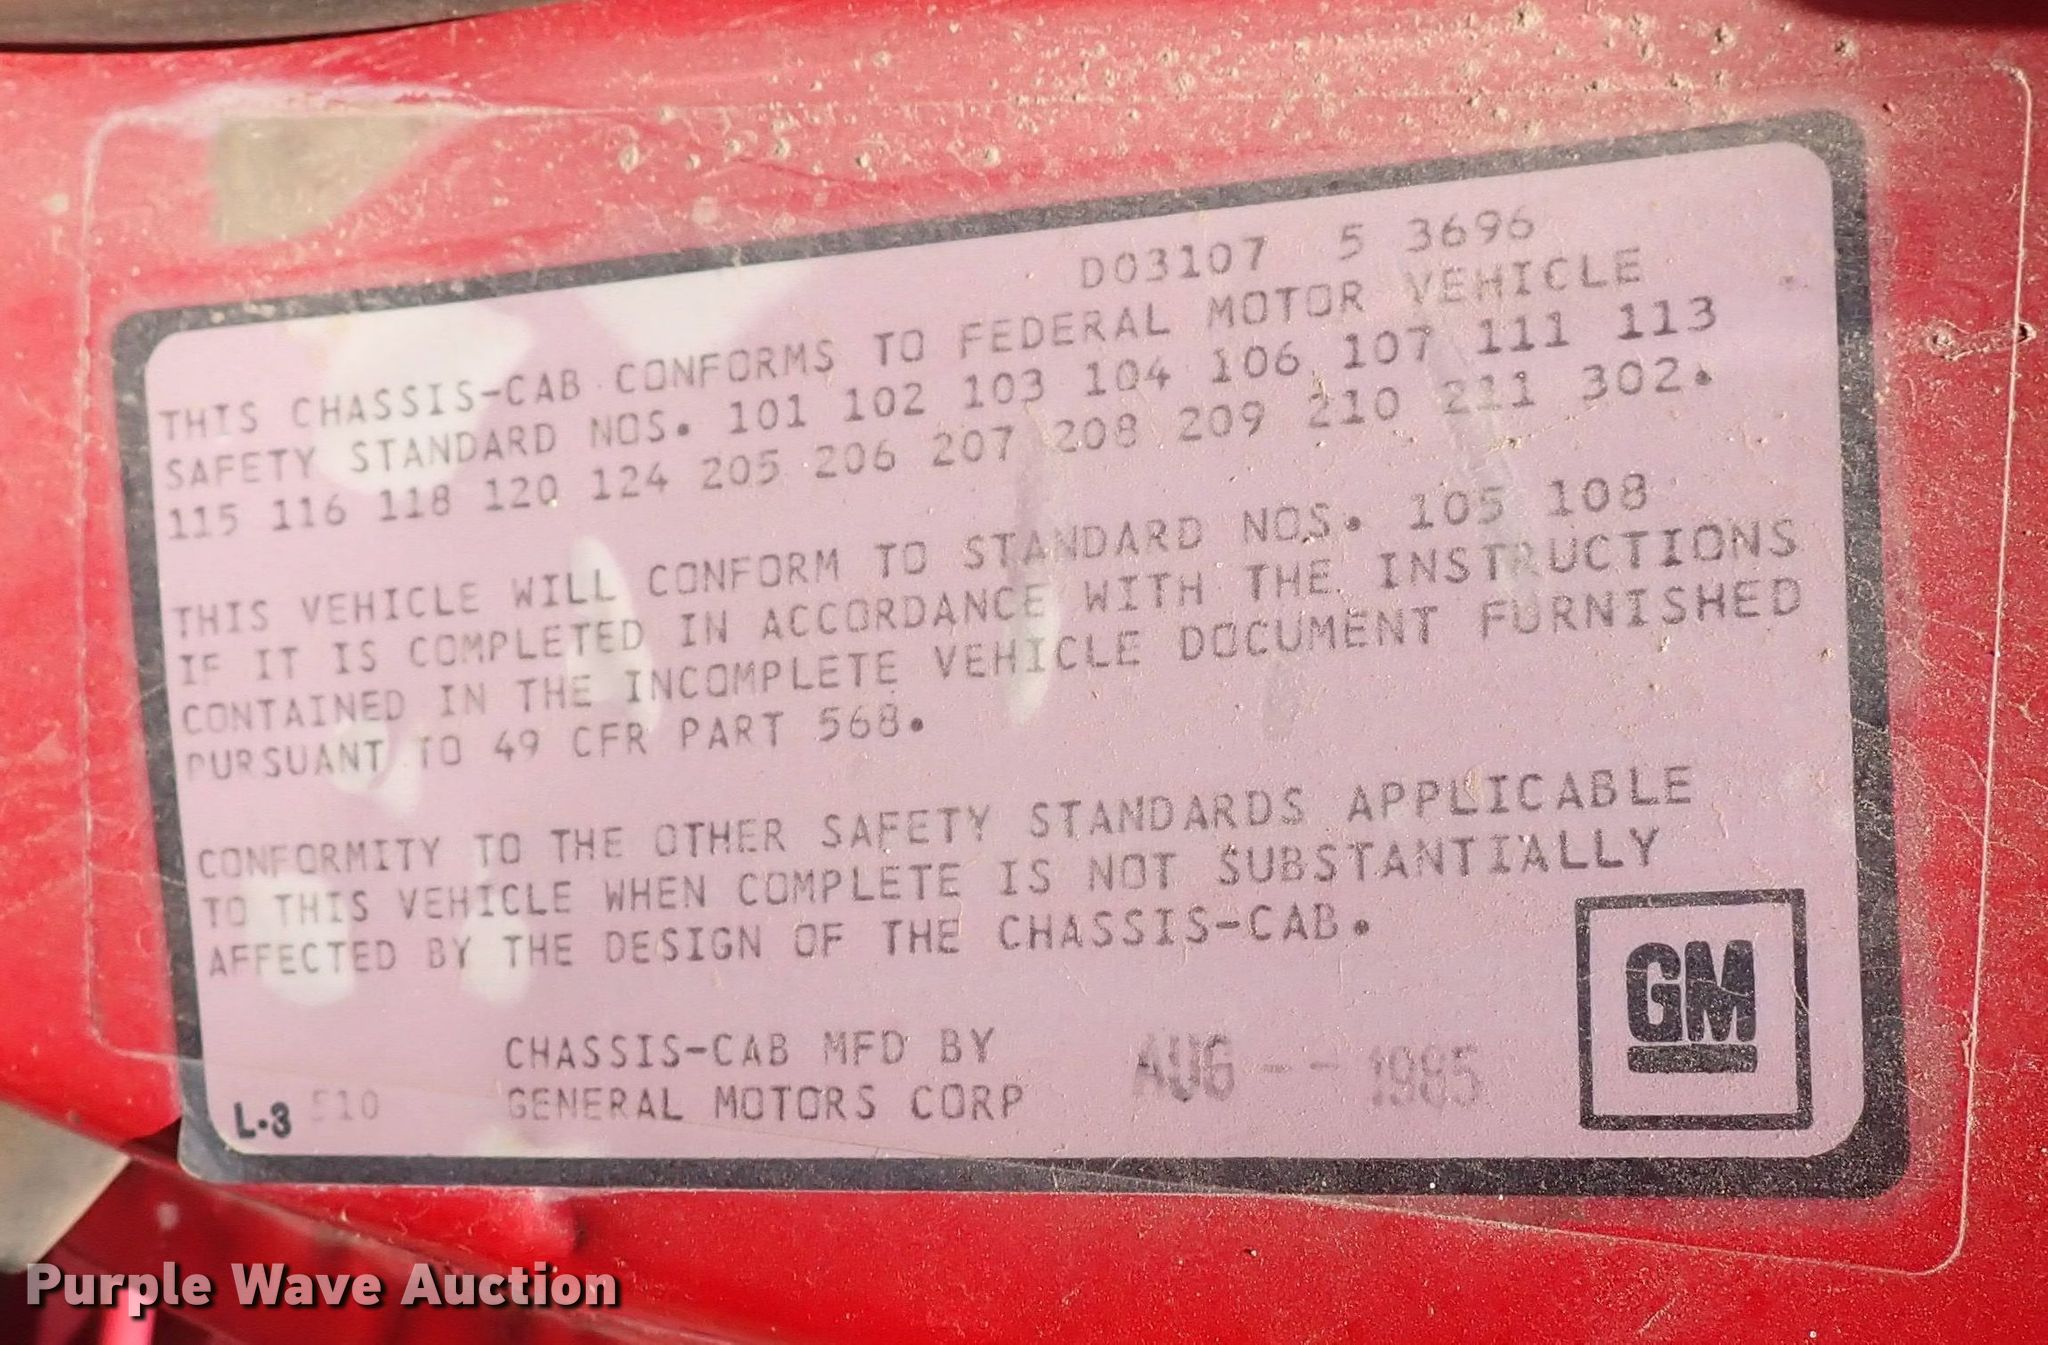 D03107 5 3696
THIS CHASSIS-CAB CONFORMS TO FEDERAL MOTOR VEHICLE
SAFETY STANDARD NOS. 101 102 103 104 106 107 111 113
115 116 118 120 124 205 206 207 208 209 210 211 302.
THIS VEHICLE WILL CONFORM TO STANDARD NOS. 105 108
IF IT IS COMPLETED IN ACCORDANCE WITH THE INSTRUCTIONS
CONTAINED IN THE INCOMPLETE VEHICLE DOCUMENT FURNISHED
PURSUANT TO 49 CFR PART 568.
CONFORMITY TO THE OTHER SAFETY STANDARDS APPLICABLE
TO THIS VEHICLE WHEN COMPLETE IS NOT SUBSTANTIALLY
AFFECTED BY THE DESIGN OF THE CHASSIS-CAB.
CHASSIS-CAB MFD BY
GENERAL MOTORS CORP
AUG -- 1985
GM
L-3
Purple Wave Auction